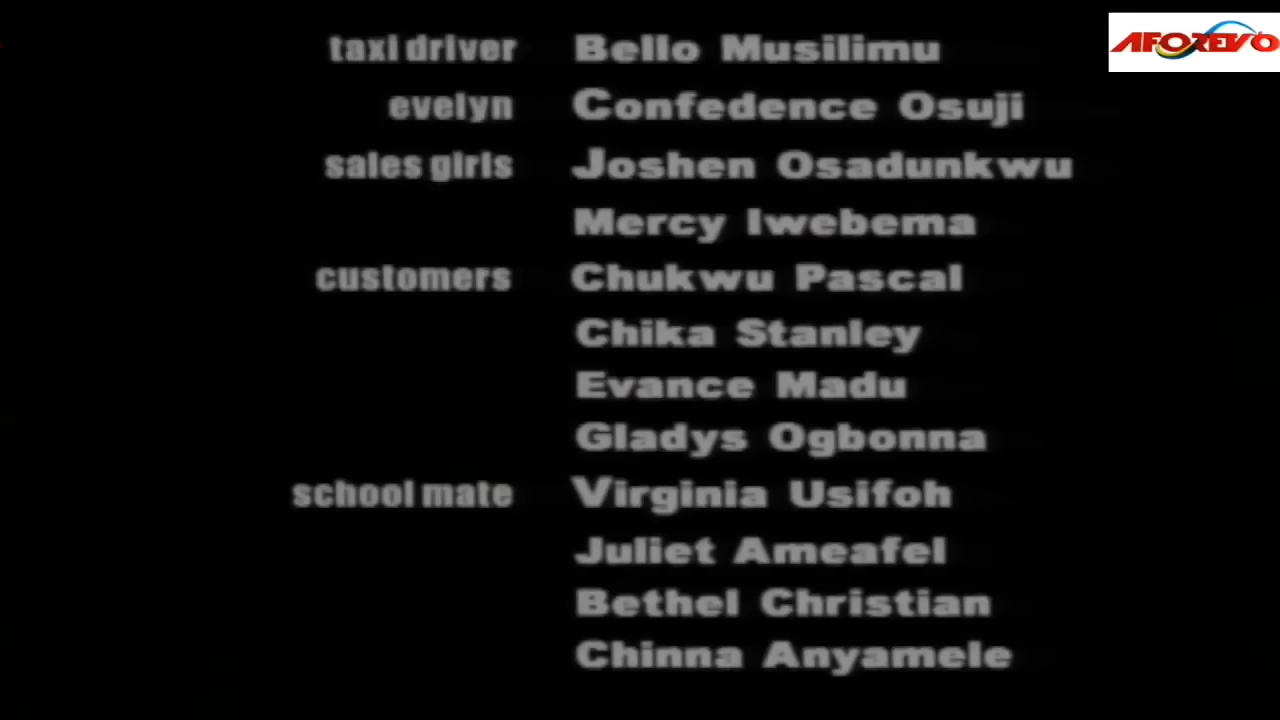 AFOREVO
taxi driver Bello Musilimu
evelyn Confedence Osuji
sales girls Joshen Osadunkwu
Mercy Iwebema
customers Chukwu Pascal
Chika Stanley
Evance Madu
Gladys Ogbonna
school mate Virginia Usifoh
Juliet Ameafel
Bethel Christian
Chinna Anyamele